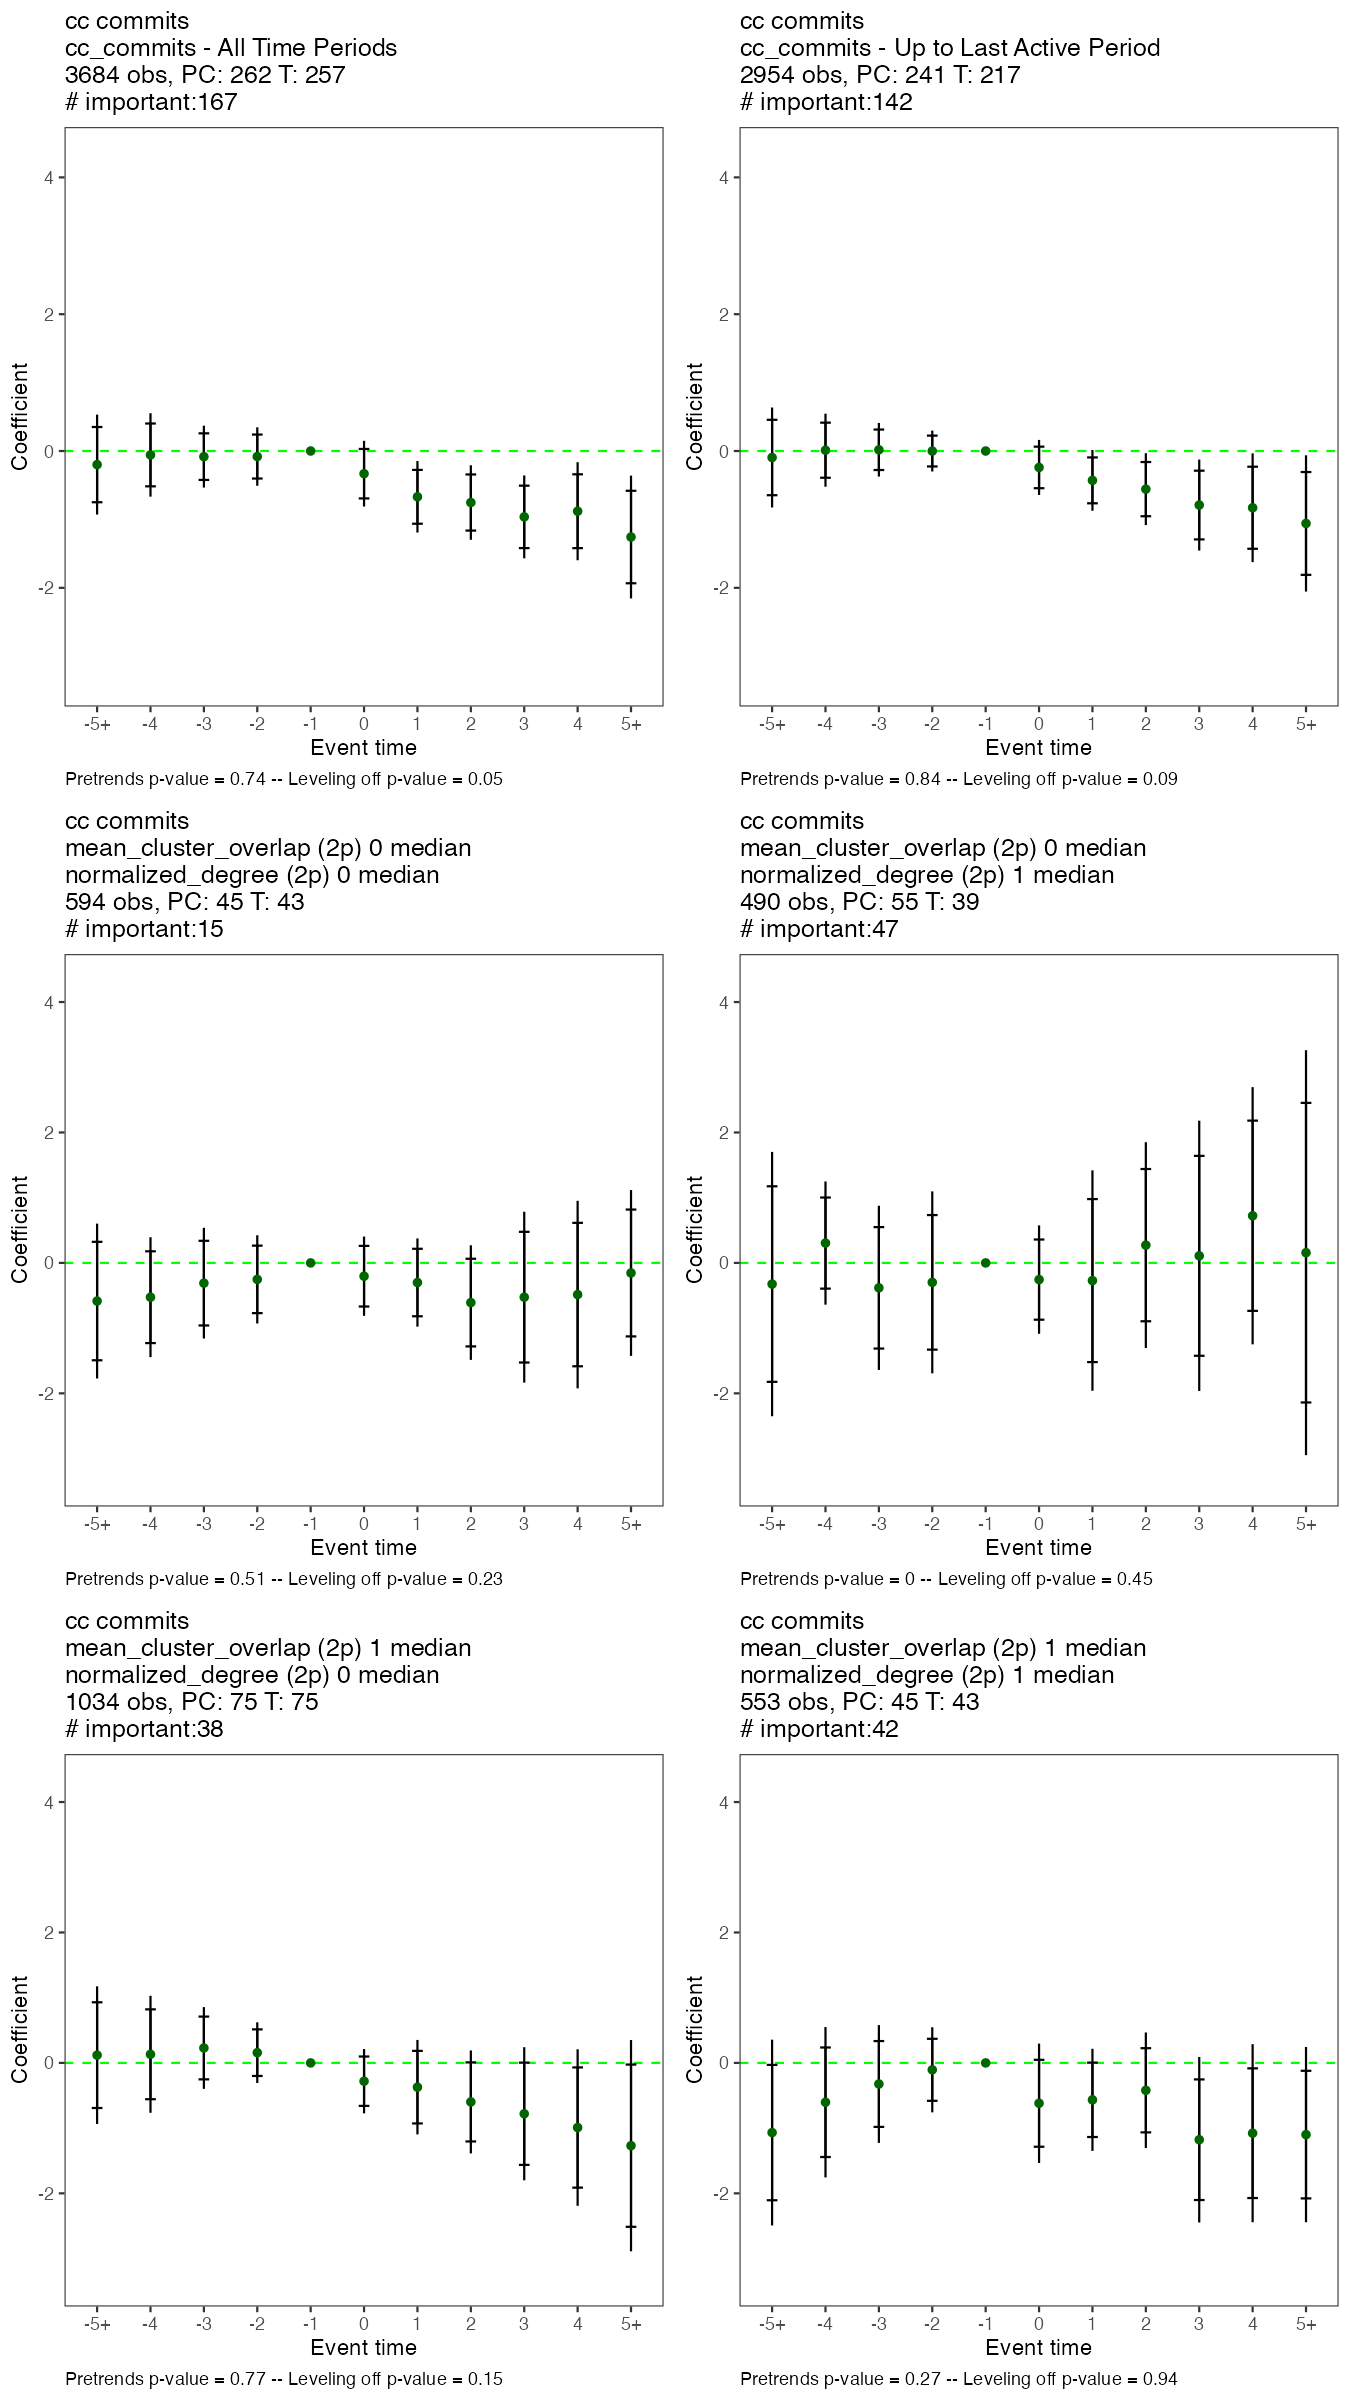 cc commits
cc_commits - All Time Periods
3684 obs, PC: 262 T: 257
# important:167
4
2
0
-2
Coefficient
-5+ -4 -3 -2 -1 0 1 2 3 4 5+
Event time
Pretrends p-value = 0.74 -- Leveling off p-value = 0.05
cc commits
cc_commits - Up to Last Active Period
2954 obs, PC: 241 T: 217
# important:142
4
2
0
-2
Coefficient
-5+ -4 -3 -2 -1 0 1 2 3 4 5+
Event time
Pretrends p-value = 0.84 -- Leveling off p-value = 0.09
cc commits
mean_cluster_overlap (2p) 0 median
normalized_degree (2p) 0 median
594 obs, PC: 45 T: 43
# important:15
4
2
0
-2
Coefficient
-5+ -4 -3 -2 -1 0 1 2 3 4 5+
Event time
Pretrends p-value = 0.51 -- Leveling off p-value = 0.23
cc commits
mean_cluster_overlap (2p) 0 median
normalized_degree (2p) 1 median
490 obs, PC: 55 T: 39
# important:47
4
2
0
-2
Coefficient
-5+ -4 -3 -2 -1 0 1 2 3 4 5+
Event time
Pretrends p-value = 0 -- Leveling off p-value = 0.45
cc commits
mean_cluster_overlap (2p) 1 median
normalized_degree (2p) 0 median
1034 obs, PC: 75 T: 75
# important:38
4
2
0
-2
Coefficient
-5+ -4 -3 -2 -1 0 1 2 3 4 5+
Event time
Pretrends p-value = 0.77 -- Leveling off p-value = 0.15
cc commits
mean_cluster_overlap (2p) 1 median
normalized_degree (2p) 1 median
553 obs, PC: 45 T: 43
# important:42
4
2
0
-2
Coefficient
-5+ -4 -3 -2 -1 0 1 2 3 4 5+
Event time
Pretrends p-value = 0.27 -- Leveling off p-value = 0.94